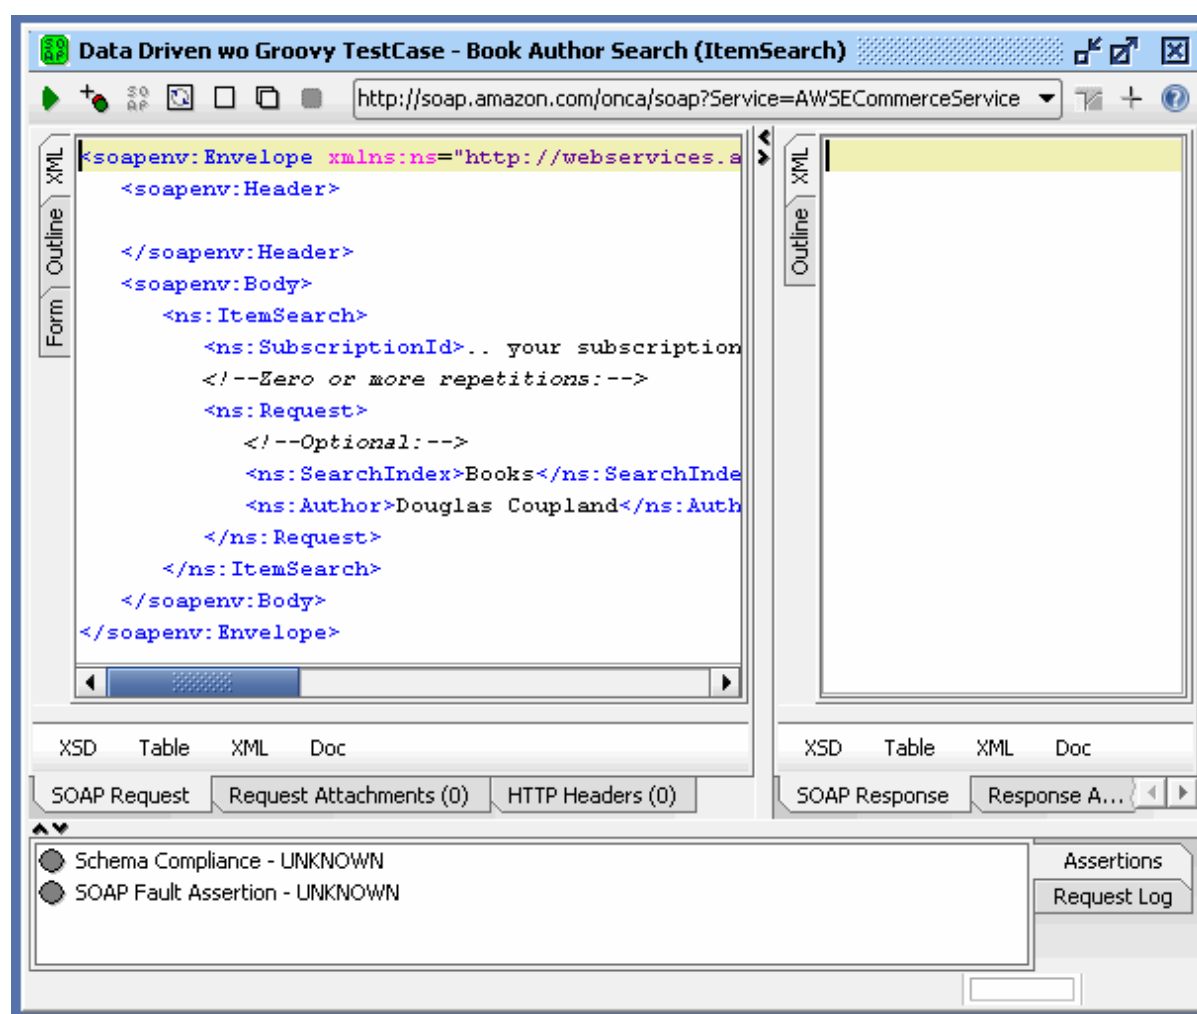 Data Driven wo Groovy TestCase - Book Author Search (ItemSearch)
SO AP
http://soap.amazon.com/onca/soap?Service=AWSECommerceService
XML
Outline
Form
<soapenv:Envelope xmlns:ns="http://webservices.a
<soapenv:Header>
</soapenv:Header>
<soapenv:Body>
<ns:ItemSearch>
<ns:SubscriptionId>.. your subscription
<!--Zero or more repetitions:-->
<ns:Request>
<!--Optional:-->
<ns:SearchIndex>Books</ns:SearchInde
<ns:Author>Douglas Coupland</ns:Auth
</ns:Request>
</ns:ItemSearch>
</soapenv:Body>
</soapenv:Envelope>
XML
Outline
XSD Table XML Doc
SOAP Request Request Attachments (0) HTTP Headers (0)
XSD Table XML Doc
SOAP Response Response A...
Schema Compliance - UNKNOWN
SOAP Fault Assertion - UNKNOWN
Assertions
Request Log